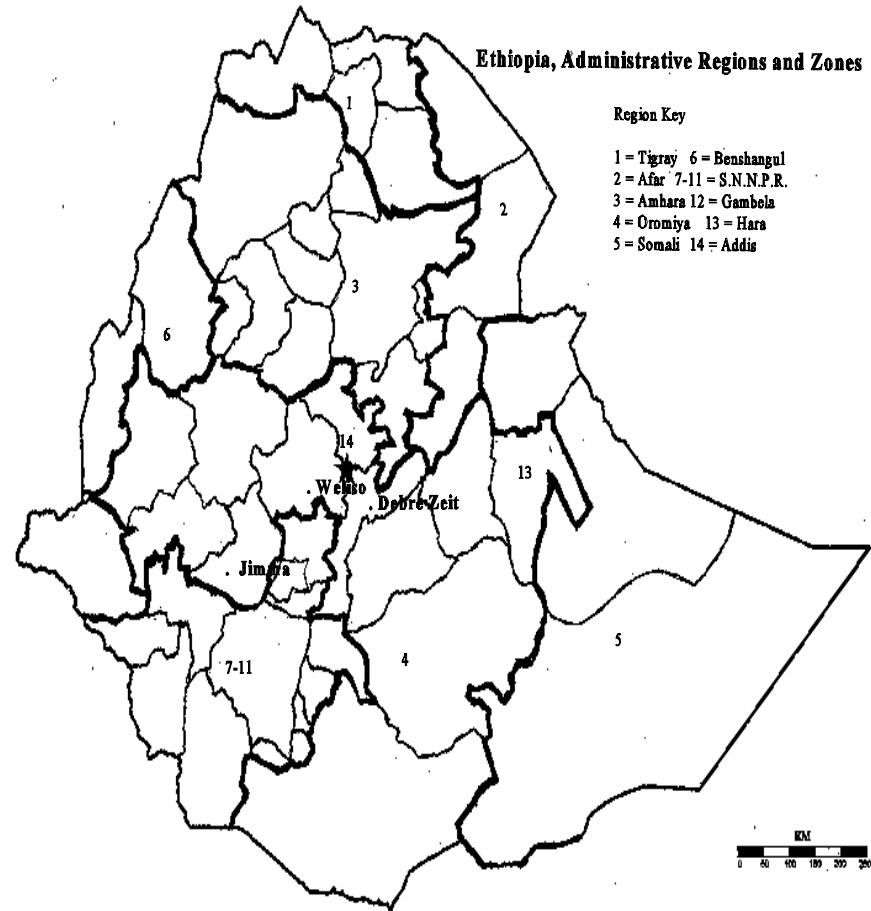 Ethiopia, Administrative Regions and Zones
Region Key
1 = Tigray 6 = Benshangul
2 = Afar 7-11 = S.N.N.P.R.
3 = Amhara 12 = Gambela
4 = Oromiya 13 = Hara
5 = Somali 14 = Addis
1
2
3
6
14
13
Weliso
Debre Zeit
Jimma
5
4
7-11
KM
0 50 100 150 200 250